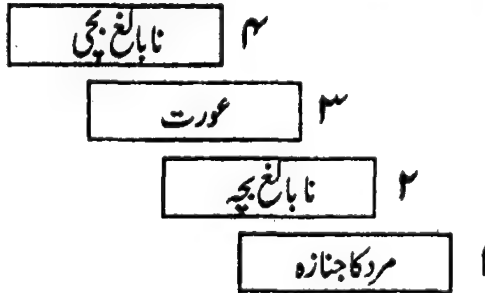 نابالغ بچی ۴
عورت ۳
نابالغ بچہ ۲
مرد کا جنازہ ۱